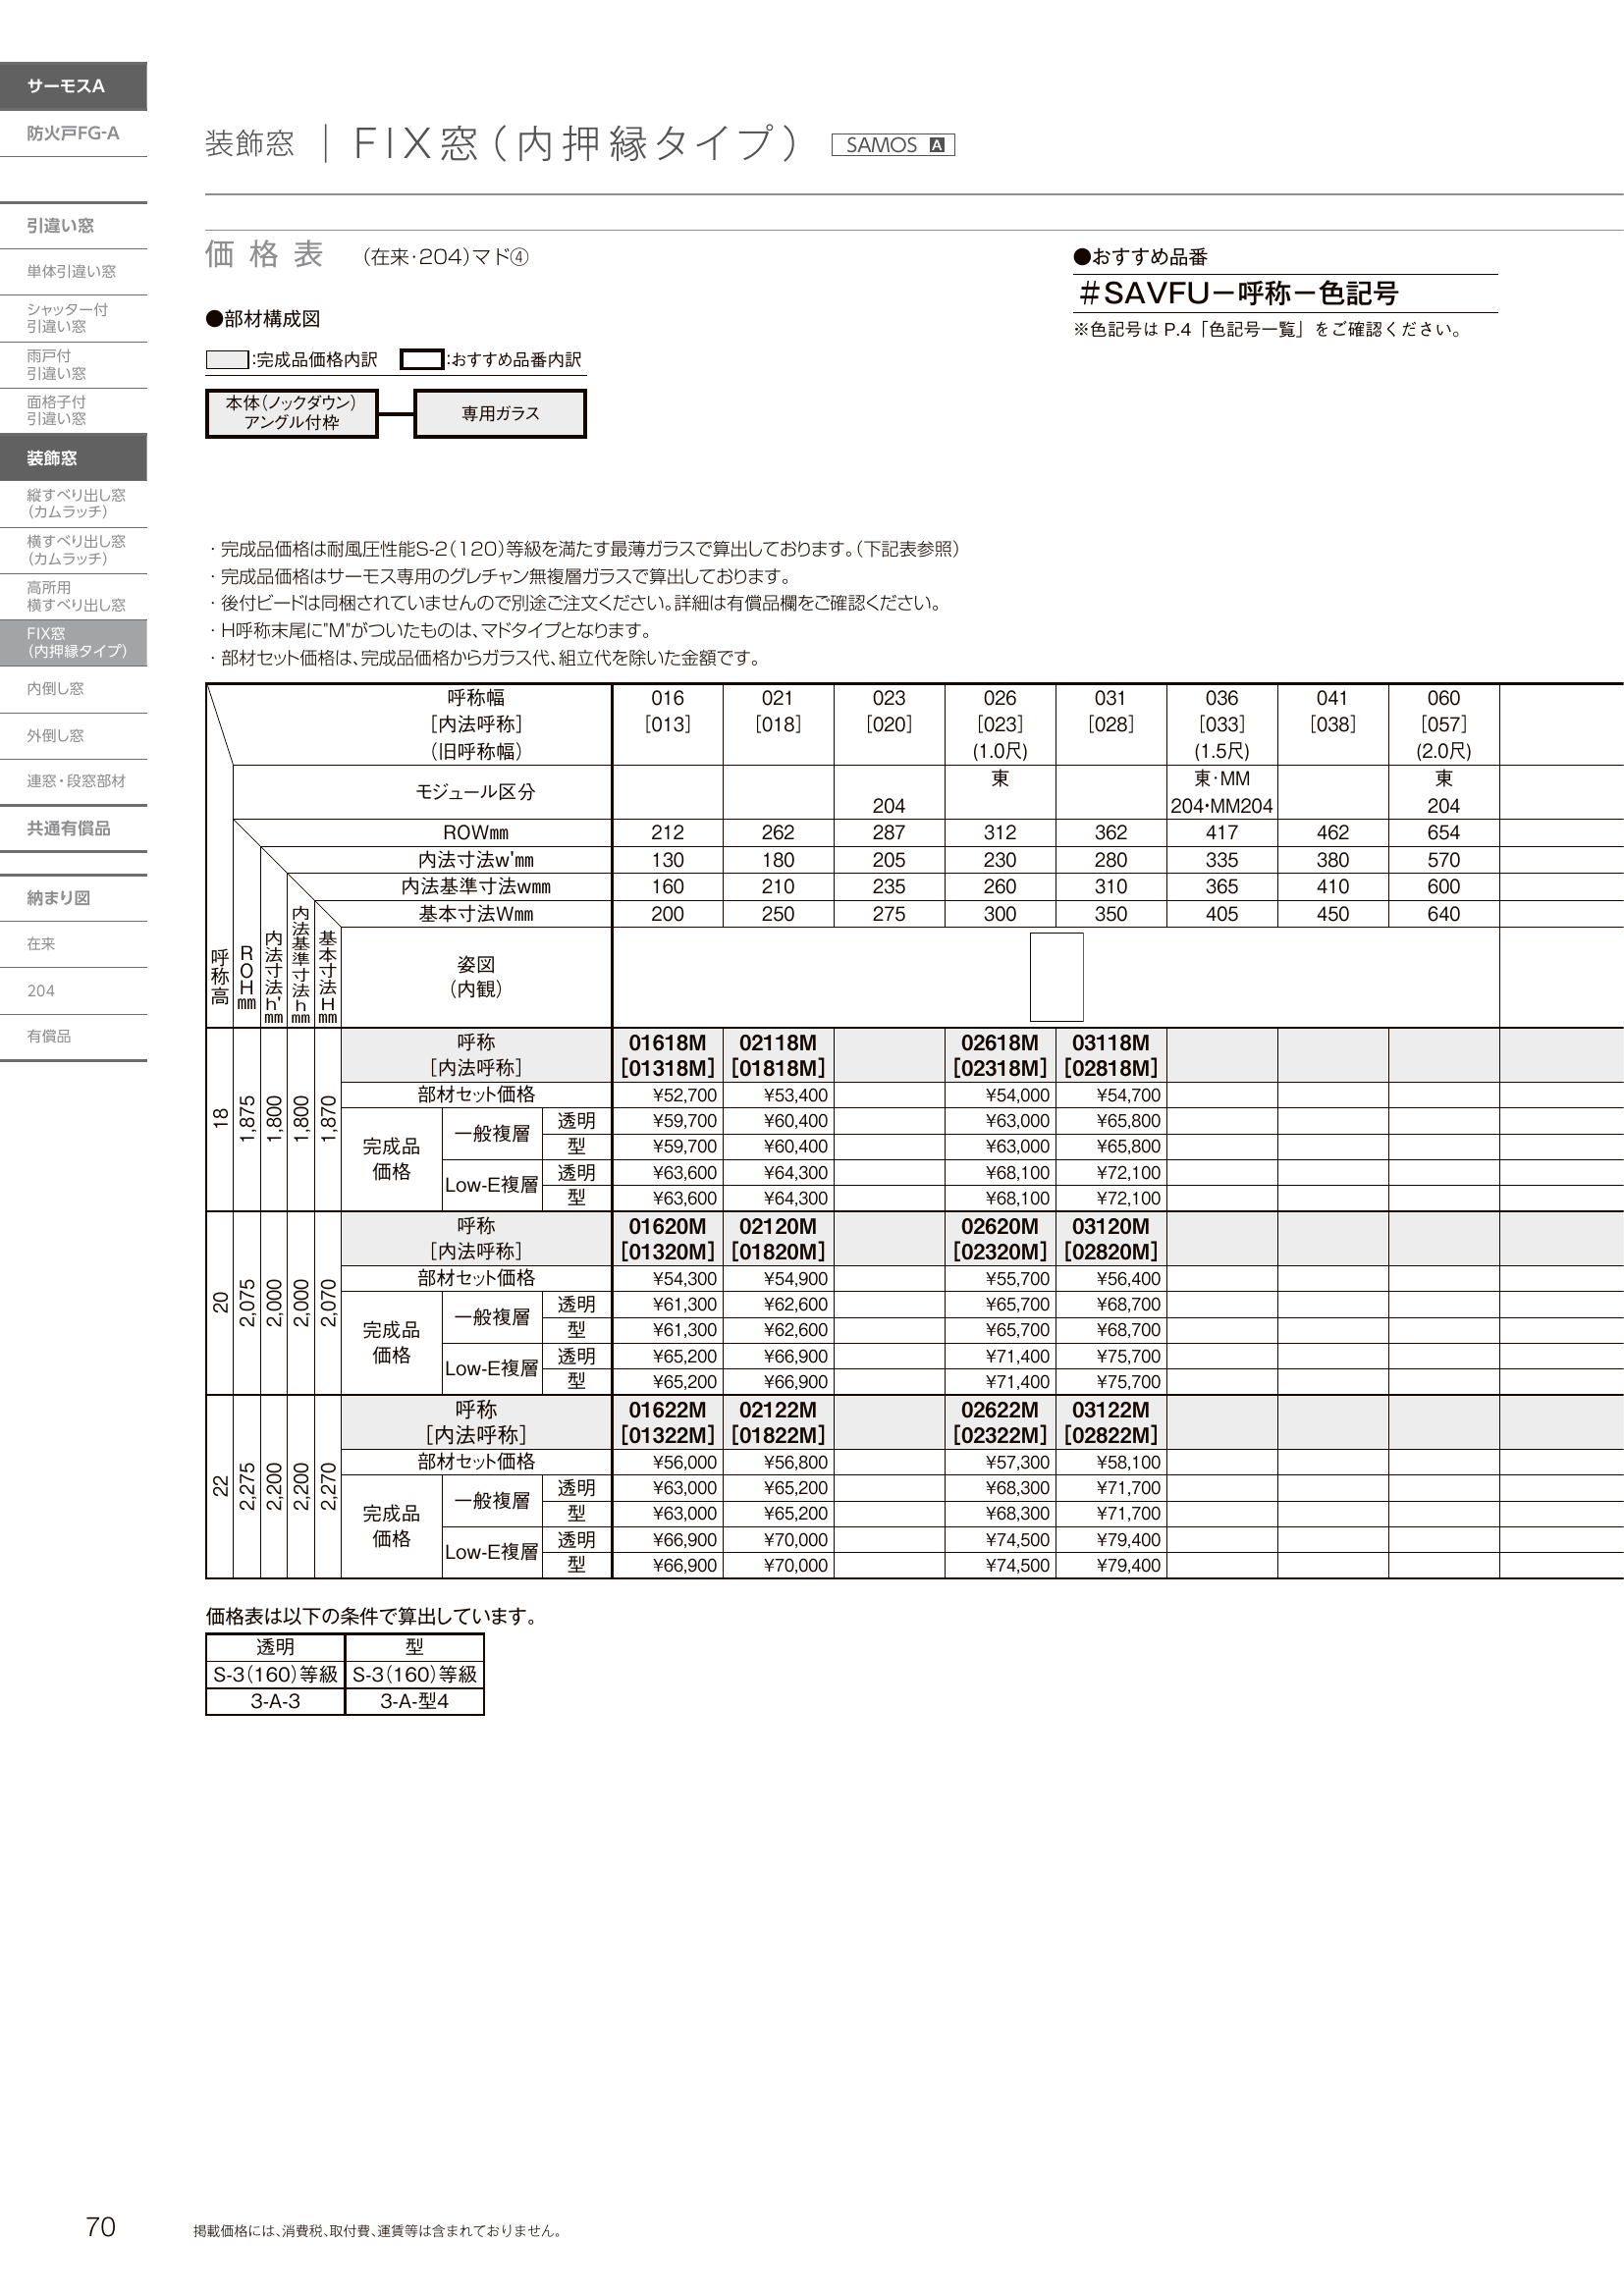 サーモスA
防火戸FG-A
引違い窓
単体引違い窓
シャッター付
引違い窓
雨戸付
引違い窓
面格子付
引違い窓
装飾窓
縦すべり出し窓
（カムラッチ）
横すべり出し窓
（カムラッチ）
高所用
横すべり出し窓
FIX窓
（内押縁タイプ）
内倒し窓
外倒し窓
連窓・段窓部材
共通有償品
納まり図
在来
204
有償品
装飾窓｜FIX窓（内押縁タイプ） SAMOS A
価格表 （在来・204）マド④
●おすすめ品番
＃SAVFU－呼称－色記号
※色記号は P.4「色記号一覧」をご確認ください。
●部材構成図
:完成品価格内訳 :おすすめ品番内訳
本体（ノックダウン）
アングル付枠
専用ガラス
・完成品価格は耐風圧性能S-2（120）等級を満たす最薄ガラスで算出しております。（下記表参照）
・完成品価格はサーモス専用のグレチャン無複層ガラスで算出しております。
・後付ビードは同梱されていませんので別途ご注文ください。詳細は有償品欄をご確認ください。
・H呼称末尾に"M"がついたものは、マドタイプとなります。
・部材セット価格は、完成品価格からガラス代、組立代を除いた金額です。
呼称幅 016 021 023 026 031 036 041 060
［内法呼称］ ［013］ ［018］ ［020］ ［023］ ［028］ ［033］ ［038］ ［057］
（旧呼称幅） (1.0尺) (1.5尺) (2.0尺)
モジュール区分 東 東・MM 東
204 204・MM204 204
ROW㎜ 212 262 287 312 362 417 462 654
内法寸法w'㎜ 130 180 205 230 280 335 380 570
内法基準寸法w㎜ 160 210 235 260 310 365 410 600
基本寸法W㎜ 200 250 275 300 350 405 450 640
呼称高 ROH㎜ 内法寸法h'㎜ 内法基準寸法h㎜ 基本寸法H㎜
姿図
（内観）
18 1,875 1,800 1,800 1,870
呼称 01618M 02118M 02618M 03118M
［内法呼称］ ［01318M］ ［01818M］ ［02318M］ ［02818M］
部材セット価格 ¥52,700 ¥53,400 ¥54,000 ¥54,700
完成品価格 一般複層 透明 ¥59,700 ¥60,400 ¥63,000 ¥65,800
型 ¥59,700 ¥60,400 ¥63,000 ¥65,800
Low-E複層 透明 ¥63,600 ¥64,300 ¥68,100 ¥72,100
型 ¥63,600 ¥64,300 ¥68,100 ¥72,100
20 2,075 2,000 2,000 2,070
呼称 01620M 02120M 02620M 03120M
［内法呼称］ ［01320M］ ［01820M］ ［02320M］ ［02820M］
部材セット価格 ¥54,300 ¥54,900 ¥55,700 ¥56,400
完成品価格 一般複層 透明 ¥61,300 ¥62,600 ¥65,700 ¥68,700
型 ¥61,300 ¥62,600 ¥65,700 ¥68,700
Low-E複層 透明 ¥65,200 ¥66,900 ¥71,400 ¥75,700
型 ¥65,200 ¥66,900 ¥71,400 ¥75,700
22 2,275 2,200 2,200 2,270
呼称 01622M 02122M 02622M 03122M
［内法呼称］ ［01322M］ ［01822M］ ［02322M］ ［02822M］
部材セット価格 ¥56,000 ¥56,800 ¥57,300 ¥58,100
完成品価格 一般複層 透明 ¥63,000 ¥65,200 ¥68,300 ¥71,700
型 ¥63,000 ¥65,200 ¥68,300 ¥71,700
Low-E複層 透明 ¥66,900 ¥70,000 ¥74,500 ¥79,400
型 ¥66,900 ¥70,000 ¥74,500 ¥79,400
価格表は以下の条件で算出しています。
透明 型
S-3（160）等級 S-3（160）等級
3-A-3 3-A-型4
70
掲載価格には、消費税、取付費、運賃等は含まれておりません。